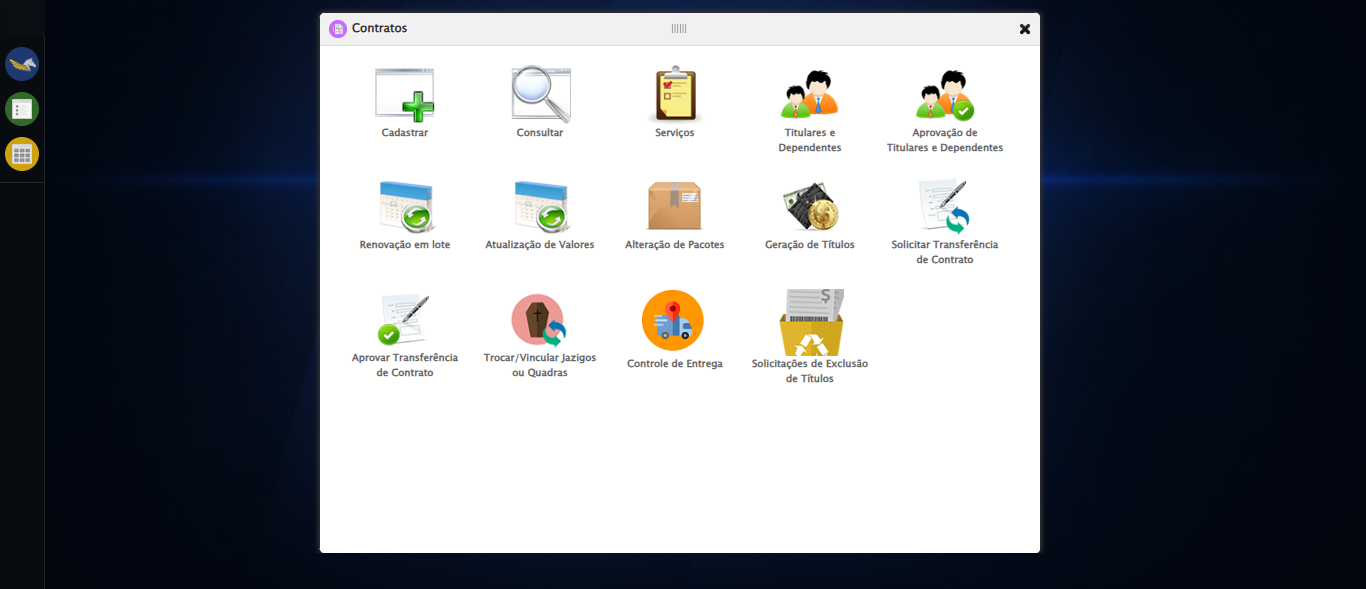 Contratos
Cadastrar
Consultar
Serviços
Titulares e
Dependentes
Aprovação de
Titulares e Dependentes
Renovação em lote
Atualização de Valores
Alteração de Pacotes
Geração de Títulos
Solicitar Transferência
de Contrato
Aprovar Transferência
de Contrato
Trocar/Vincular Jazigos
ou Quadras
Controle de Entrega
Solicitações de Exclusão
de Títulos